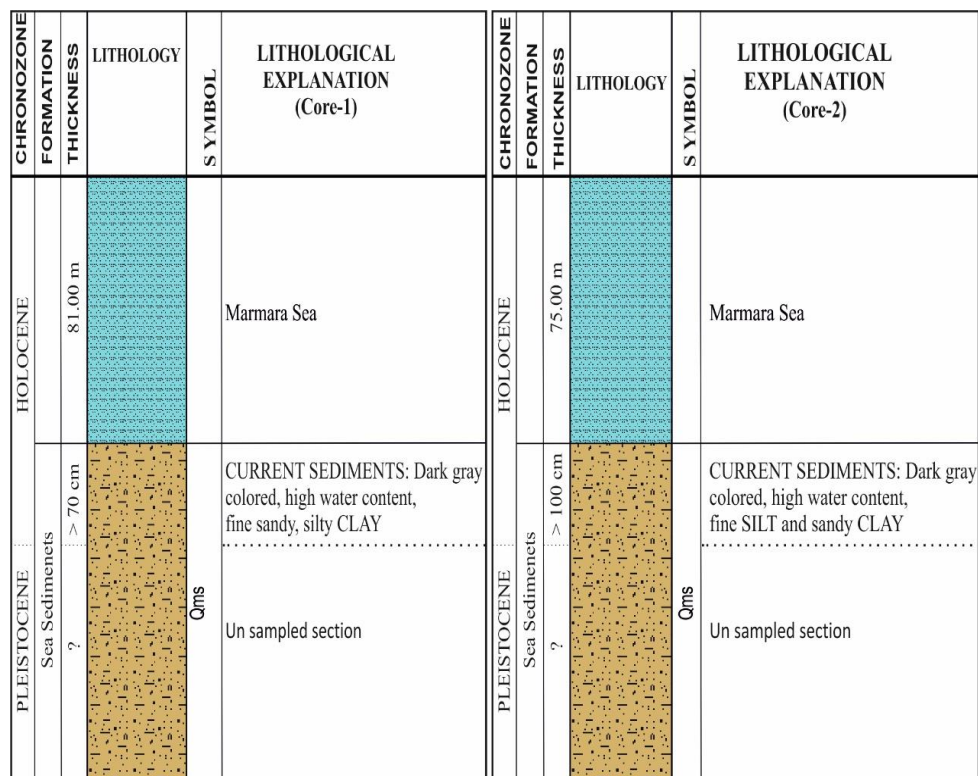 CHRONOZONE
FORMATION
THICKNESS
LITHOLOGY
SYMBOL
LITHOLOGICAL
EXPLANATION
(Core-1)
HOLOCENE
81.00 m
Marmara Sea
PLEISTOCENE
Sea Sedimenets
> 70 cm
?
Qms
CURRENT SEDIMENTS: Dark gray
colored, high water content,
fine sandy, silty CLAY
Un sampled section
CHRONOZONE
FORMATION
THICKNESS
LITHOLOGY
SYMBOL
LITHOLOGICAL
EXPLANATION
(Core-2)
HOLOCENE
75.00 m
Marmara Sea
PLEISTOCENE
Sea Sedimenets
> 100 cm
?
Qms
CURRENT SEDIMENTS: Dark gray
colored, high water content,
fine SILT and sandy CLAY
Un sampled section